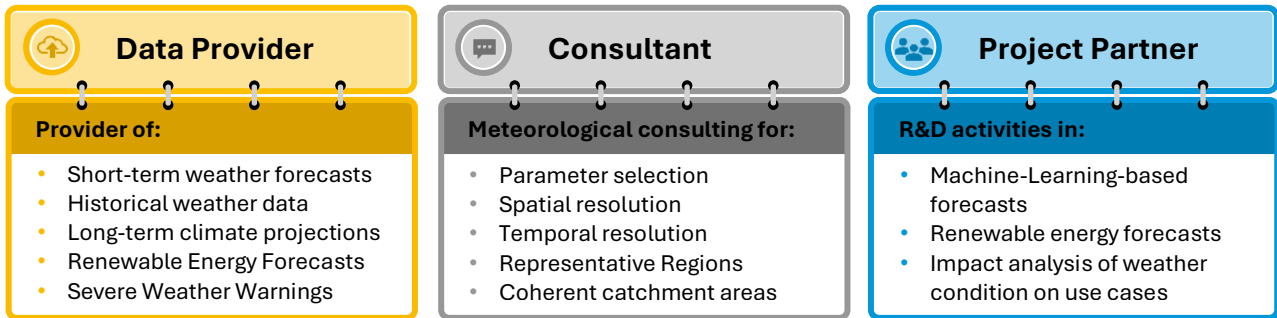 Data Provider
Provider of:
• Short-term weather forecasts
• Historical weather data
• Long-term climate projections
• Renewable Energy Forecasts
• Severe Weather Warnings
Consultant
Meteorological consulting for:
• Parameter selection
• Spatial resolution
• Temporal resolution
• Representative Regions
• Coherent catchment areas
Project Partner
R&D activities in:
• Machine-Learning-based
forecasts
• Renewable energy forecasts
• Impact analysis of weather
condition on use cases